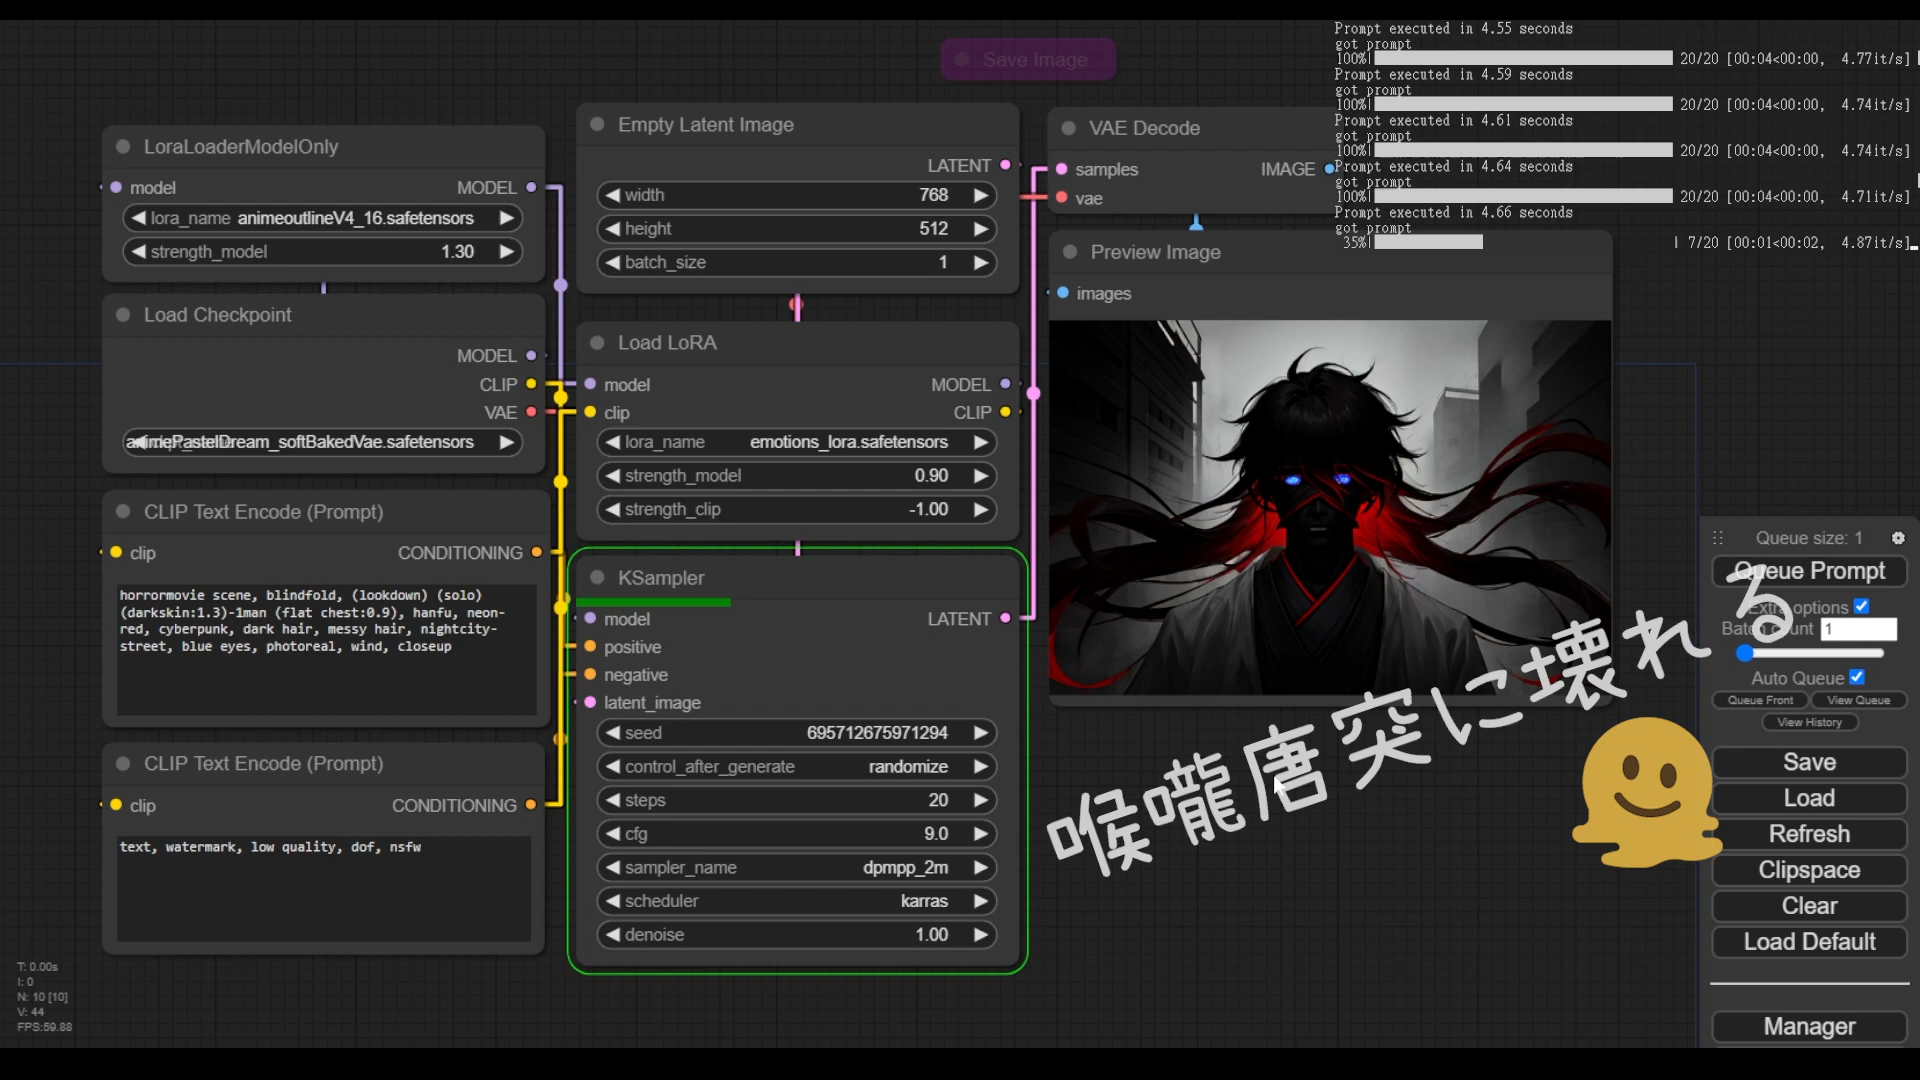 Save Image
Prompt executed in 4.55 seconds
got prompt
100%| 20/20 [00:04<00:00, 4.77it/s]
Prompt executed in 4.59 seconds
got prompt
100%| 20/20 [00:04<00:00, 4.74it/s]
Prompt executed in 4.61 seconds
got prompt
100%| 20/20 [00:04<00:00, 4.74it/s]
Prompt executed in 4.64 seconds
got prompt
100%| 20/20 [00:04<00:00, 4.71it/s]
Prompt executed in 4.66 seconds
got prompt
35%| | 7/20 [00:01<00:02, 4.87it/s]
LoraLoaderModelOnly
model MODEL
lora_name animeoutlineV4_16.safetensors
strength_model 1.30
Load Checkpoint
MODEL
CLIP
VAE
animePastelDream_softBakedVae.safetensors
CLIP Text Encode (Prompt)
clip CONDITIONING
horrormovie scene, blindfold, (lookdown) (solo)
(darkskin:1.3)-1man (flat chest:0.9), hanfu, neon-
red, cyberpunk, dark hair, messy hair, nightcity-
street, blue eyes, photoreal, wind, closeup
CLIP Text Encode (Prompt)
clip CONDITIONING
text, watermark, low quality, dof, nsfw
Empty Latent Image
LATENT
width 768
height 512
batch_size 1
Load LoRA
model MODEL
clip CLIP
lora_name emotions_lora.safetensors
strength_model 0.90
strength_clip -1.00
KSampler
model LATENT
positive
negative
latent_image
seed 695712675971294
control_after_generate randomize
steps 20
cfg 9.0
sampler_name dpmpp_2m
scheduler karras
denoise 1.00
VAE Decode
samples IMAGE
vae
Preview Image
images
喉嚨唐突に壊れる
Queue size: 1
Queue Prompt
Extra options
Batch count 1
Auto Queue
Queue Front View Queue
View History
Save
Load
Refresh
Clipspace
Clear
Load Default
Manager
T: 0.00s
I: 0
N: 10 [10]
V: 44
FPS:59.88